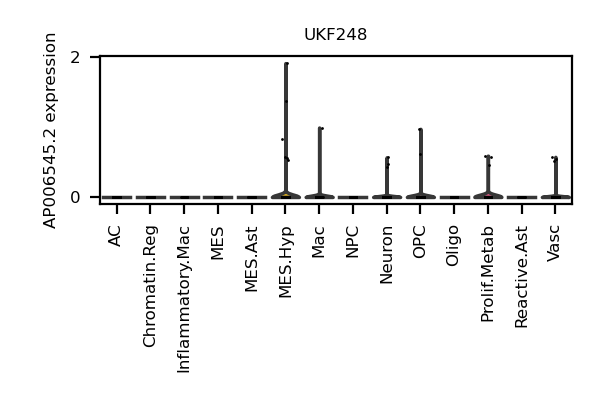 UKF248
AP006545.2 expression
2
0
AC
Chromatin.Reg
Inflammatory.Mac
MES
MES.Ast
MES.Hyp
Mac
NPC
Neuron
OPC
Oligo
Prolif.Metab
Reactive.Ast
Vasc